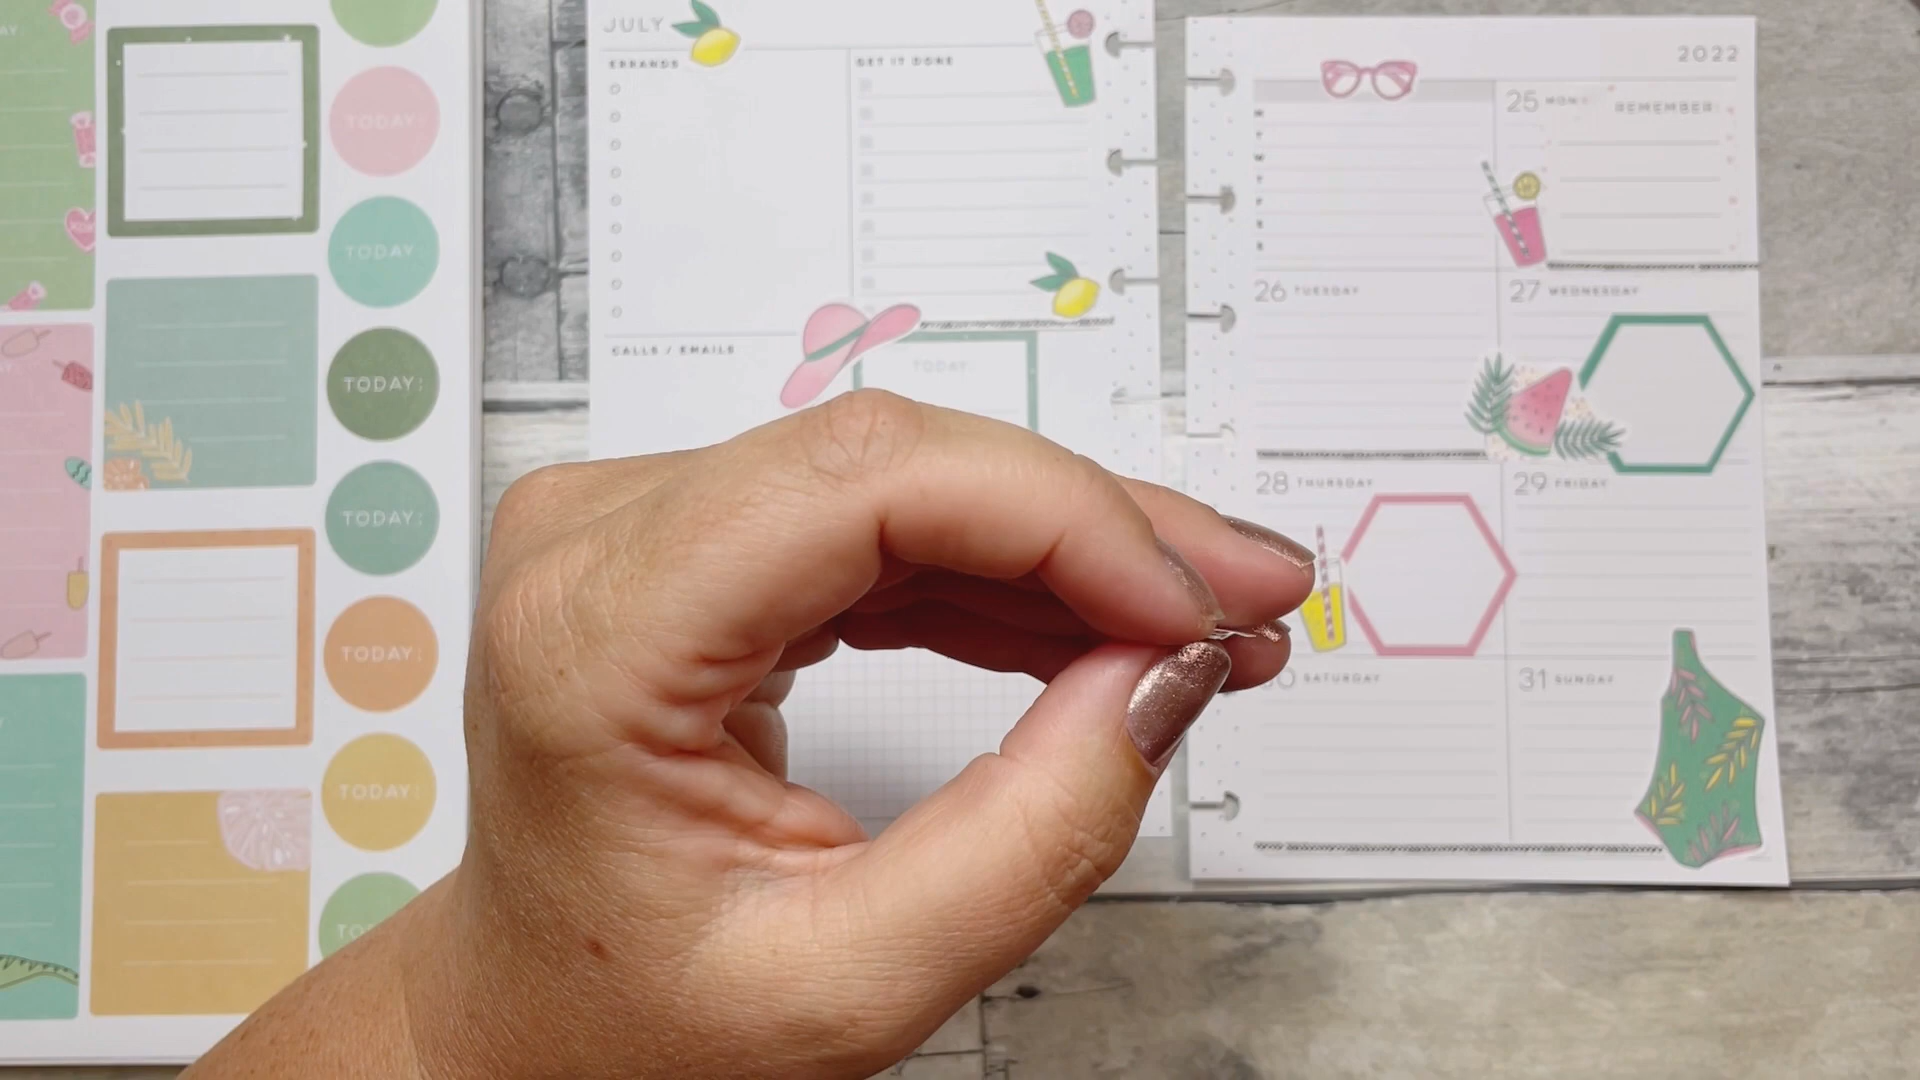 TODAY:
TODAY:
TODAY:
TODAY:
TODAY:
TODAY:
JULY
ERRANDS
GET IT DONE
CALLS / EMAILS
TODAY:
2022
M
T
W
T
F
S
S
25
REMEMBER:
26 TUESDAY
27 WEDNESDAY
28 THURSDAY
29 FRIDAY
SATURDAY
31 SUNDAY